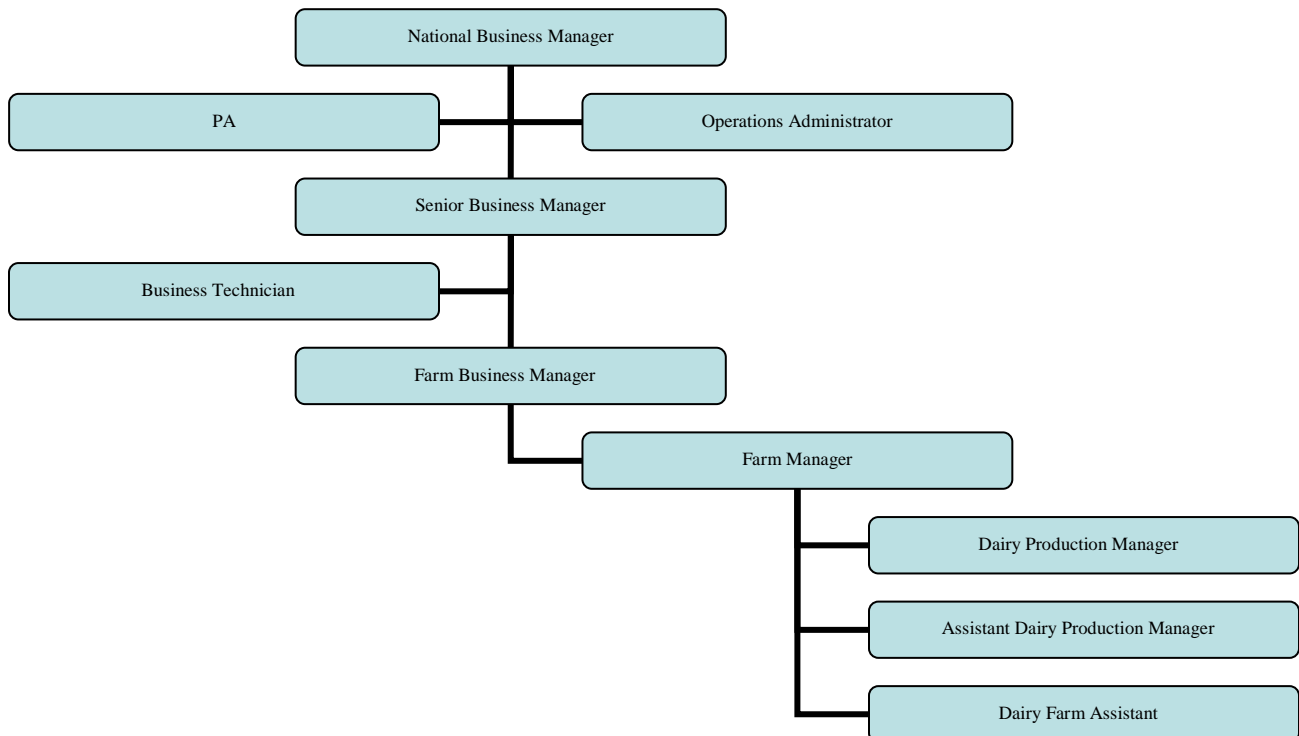 National Business Manager
PA
Operations Administrator
Senior Business Manager
Business Technician
Farm Business Manager
Farm Manager
Dairy Production Manager
Assistant Dairy Production Manager
Dairy Farm Assistant